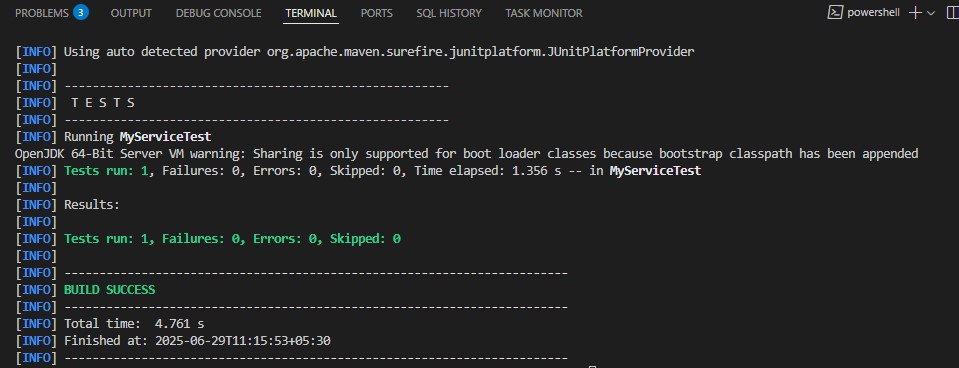 PROBLEMS 3 OUTPUT DEBUG CONSOLE TERMINAL PORTS SQL HISTORY TASK MONITOR powershell
[INFO] Using auto detected provider org.apache.maven.surefire.junitplatform.JUnitPlatformProvider
[INFO]
[INFO] -------------------------------------------------------
[INFO]  T E S T S
[INFO] -------------------------------------------------------
[INFO] Running MyServiceTest
OpenJDK 64-Bit Server VM warning: Sharing is only supported for boot loader classes because bootstrap classpath has been appended
[INFO] Tests run: 1, Failures: 0, Errors: 0, Skipped: 0, Time elapsed: 1.356 s -- in MyServiceTest
[INFO]
[INFO] Results:
[INFO]
[INFO] Tests run: 1, Failures: 0, Errors: 0, Skipped: 0
[INFO]
[INFO] ------------------------------------------------------------------------
[INFO] BUILD SUCCESS
[INFO] ------------------------------------------------------------------------
[INFO] Total time:  4.761 s
[INFO] Finished at: 2025-06-29T11:15:53+05:30
[INFO] ------------------------------------------------------------------------